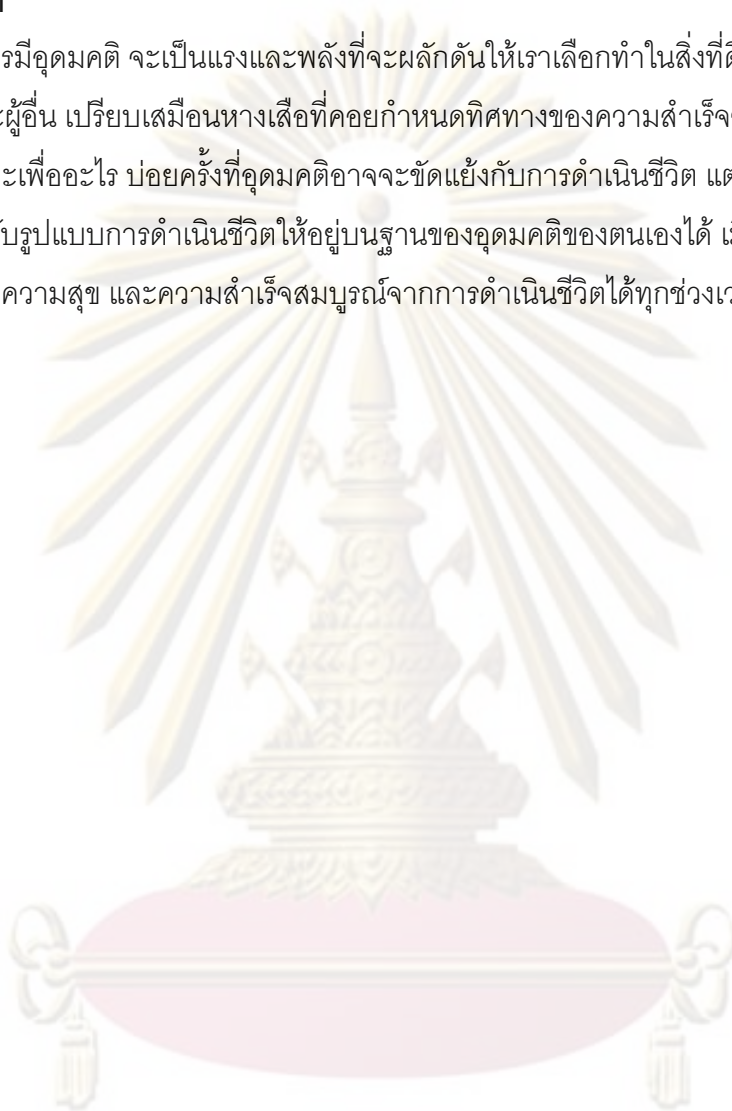 รมีอุดมคติ จะเป็นแรงและพลังที่จะผลักดันให้เราเลือกทำในสิ่งที่ดี
ะผู้อื่น เปรียบเสมือนหางเสือที่คอยกำหนดทิศทางของความสำเร็จ
ะเพื่ออะไร บ่อยครั้งที่อุดมคติอาจจะขัดแย้งกับการดำเนินชีวิต แต
ับรูปแบบการดำเนินชีวิตให้อยู่บนฐานของอุดมคติของตนเองได้
ความสุข และความสำเร็จสมบูรณ์จากการดำเนินชีวิตได้ทุกช่วงเว